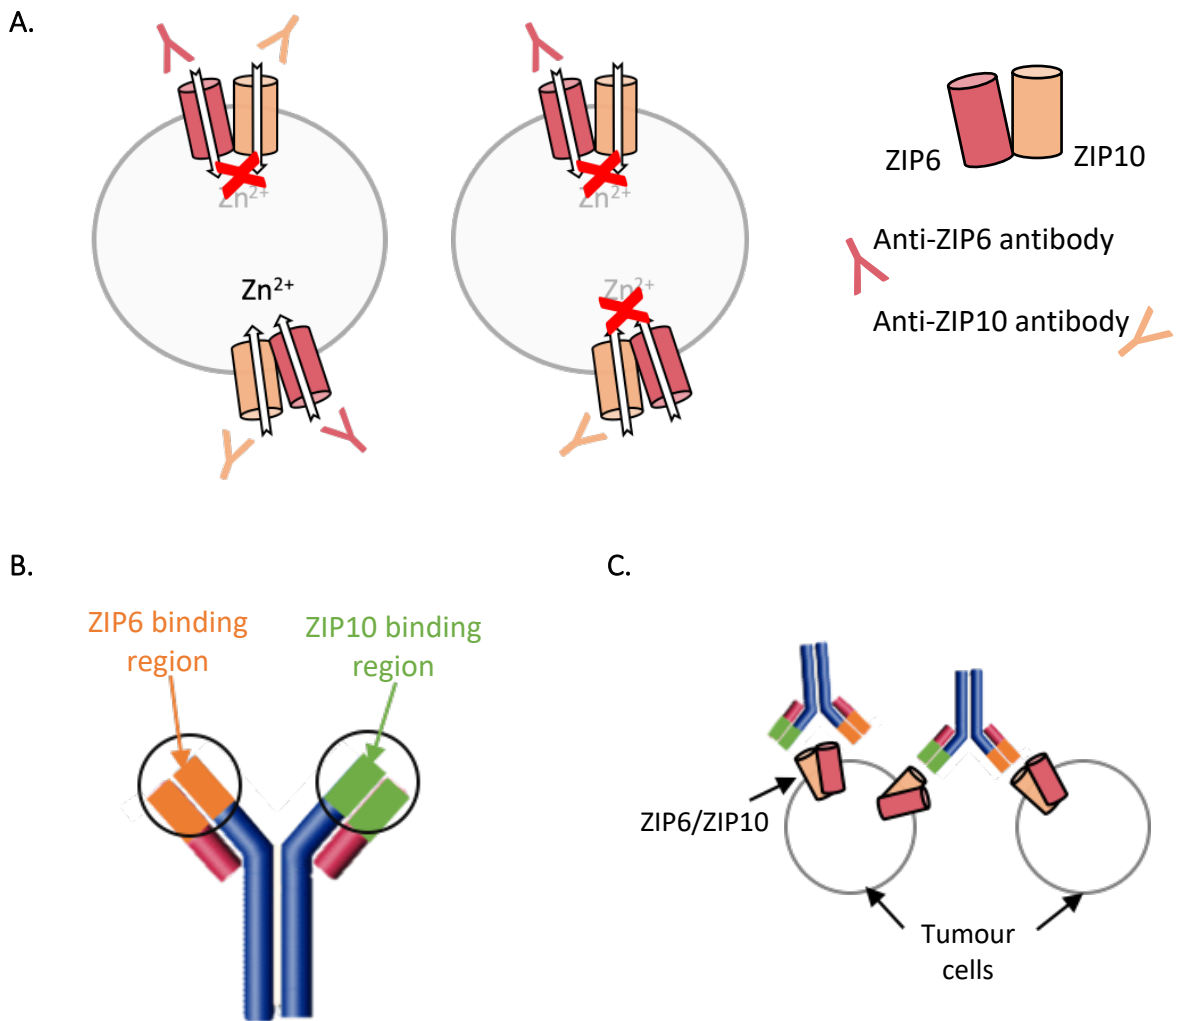 A.
Zn²⁺
Zn²⁺
Zn²⁺
Zn²⁺
ZIP6
ZIP10
Anti-ZIP6 antibody
Anti-ZIP10 antibody
B.
ZIP6 binding
region
ZIP10 binding
region
C.
ZIP6/ZIP10
Tumour
cells